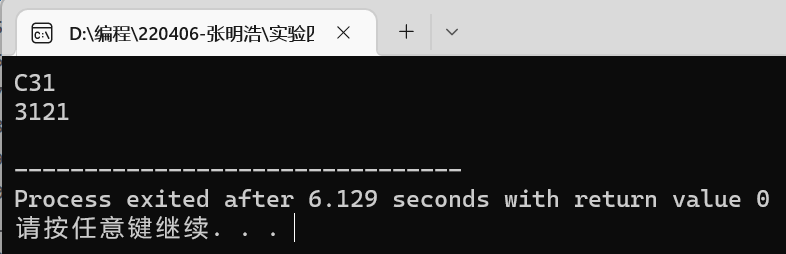 D:\编程\220406-张明浩\实验匹
C31
3121
--------------------------------
Process exited after 6.129 seconds with return value 0
请按任意键继续. . .